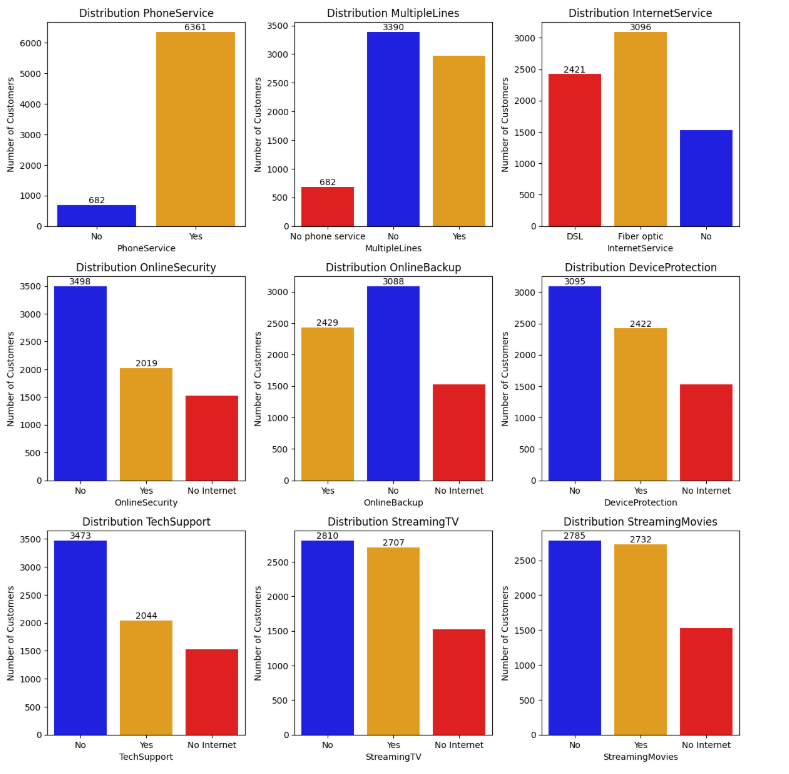 Distribution PhoneService
Number of Customers
6000
5000
4000
3000
2000
1000
0
682
6361
No
Yes
PhoneService
Distribution MultipleLines
Number of Customers
3500
3000
2500
2000
1500
1000
500
0
682
3390
No phone service
No
Yes
MultipleLines
Distribution InternetService
Number of Customers
3000
2500
2000
1500
1000
500
0
2421
3096
DSL
Fiber optic
No
InternetService
Distribution OnlineSecurity
Number of Customers
3500
3000
2500
2000
1500
1000
500
0
3498
2019
No
Yes
No Internet
OnlineSecurity
Distribution OnlineBackup
Number of Customers
3000
2500
2000
1500
1000
500
0
2429
3088
Yes
No
No Internet
OnlineBackup
Distribution DeviceProtection
Number of Customers
3000
2500
2000
1500
1000
500
0
3095
2422
No
Yes
No Internet
DeviceProtection
Distribution TechSupport
Number of Customers
3500
3000
2500
2000
1500
1000
500
0
3473
2044
No
Yes
No Internet
TechSupport
Distribution StreamingTV
Number of Customers
2500
2000
1500
1000
500
0
2810
2707
No
Yes
No Internet
StreamingTV
Distribution StreamingMovies
Number of Customers
2500
2000
1500
1000
500
0
2785
2732
No
Yes
No Internet
StreamingMovies